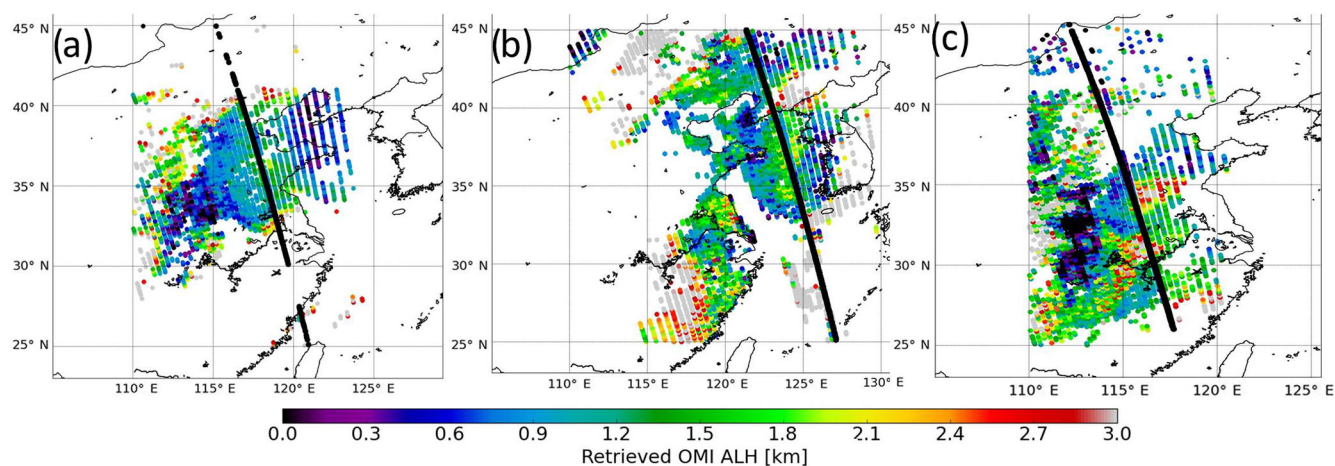 (a)
45° N
40° N
35° N
30° N
25° N
110° E 115° E 120° E 125° E
(b)
45° N
40° N
35° N
30° N
25° N
110° E 115° E 120° E 125° E 130° E
(c)
45° N
40° N
35° N
30° N
25° N
110° E 115° E 120° E 125° E
0.0 0.3 0.6 0.9 1.2 1.5 1.8 2.1 2.4 2.7 3.0
Retrieved OMI ALH [km]